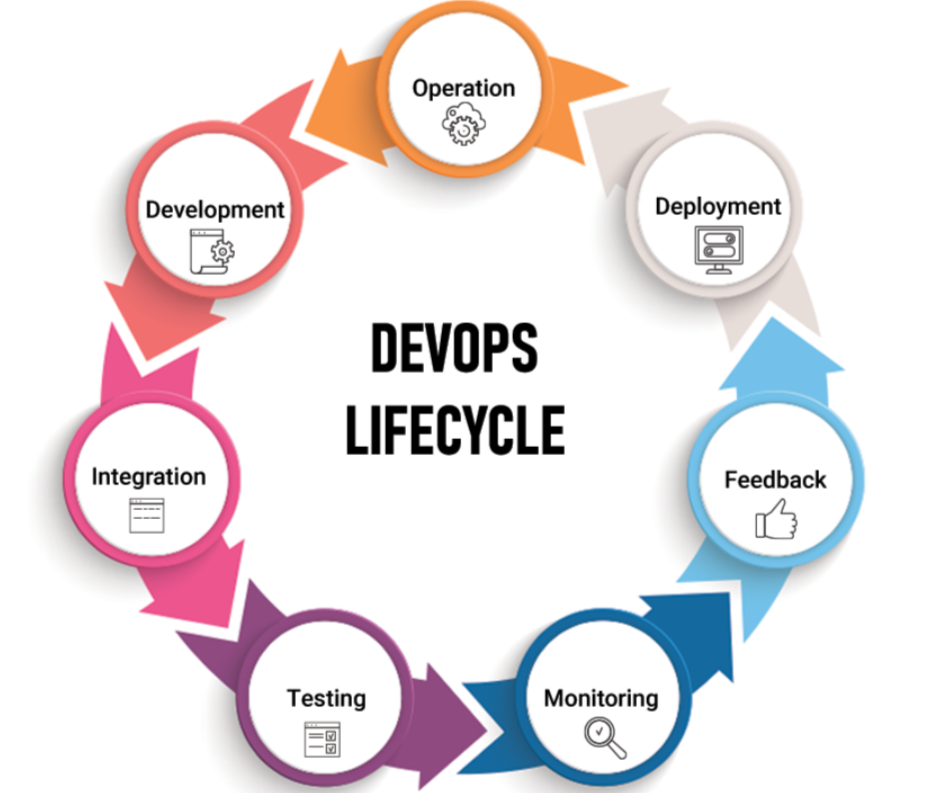 Operation
Development
Deployment
DEVOPS
LIFECYCLE
Integration
Feedback
Testing
Monitoring